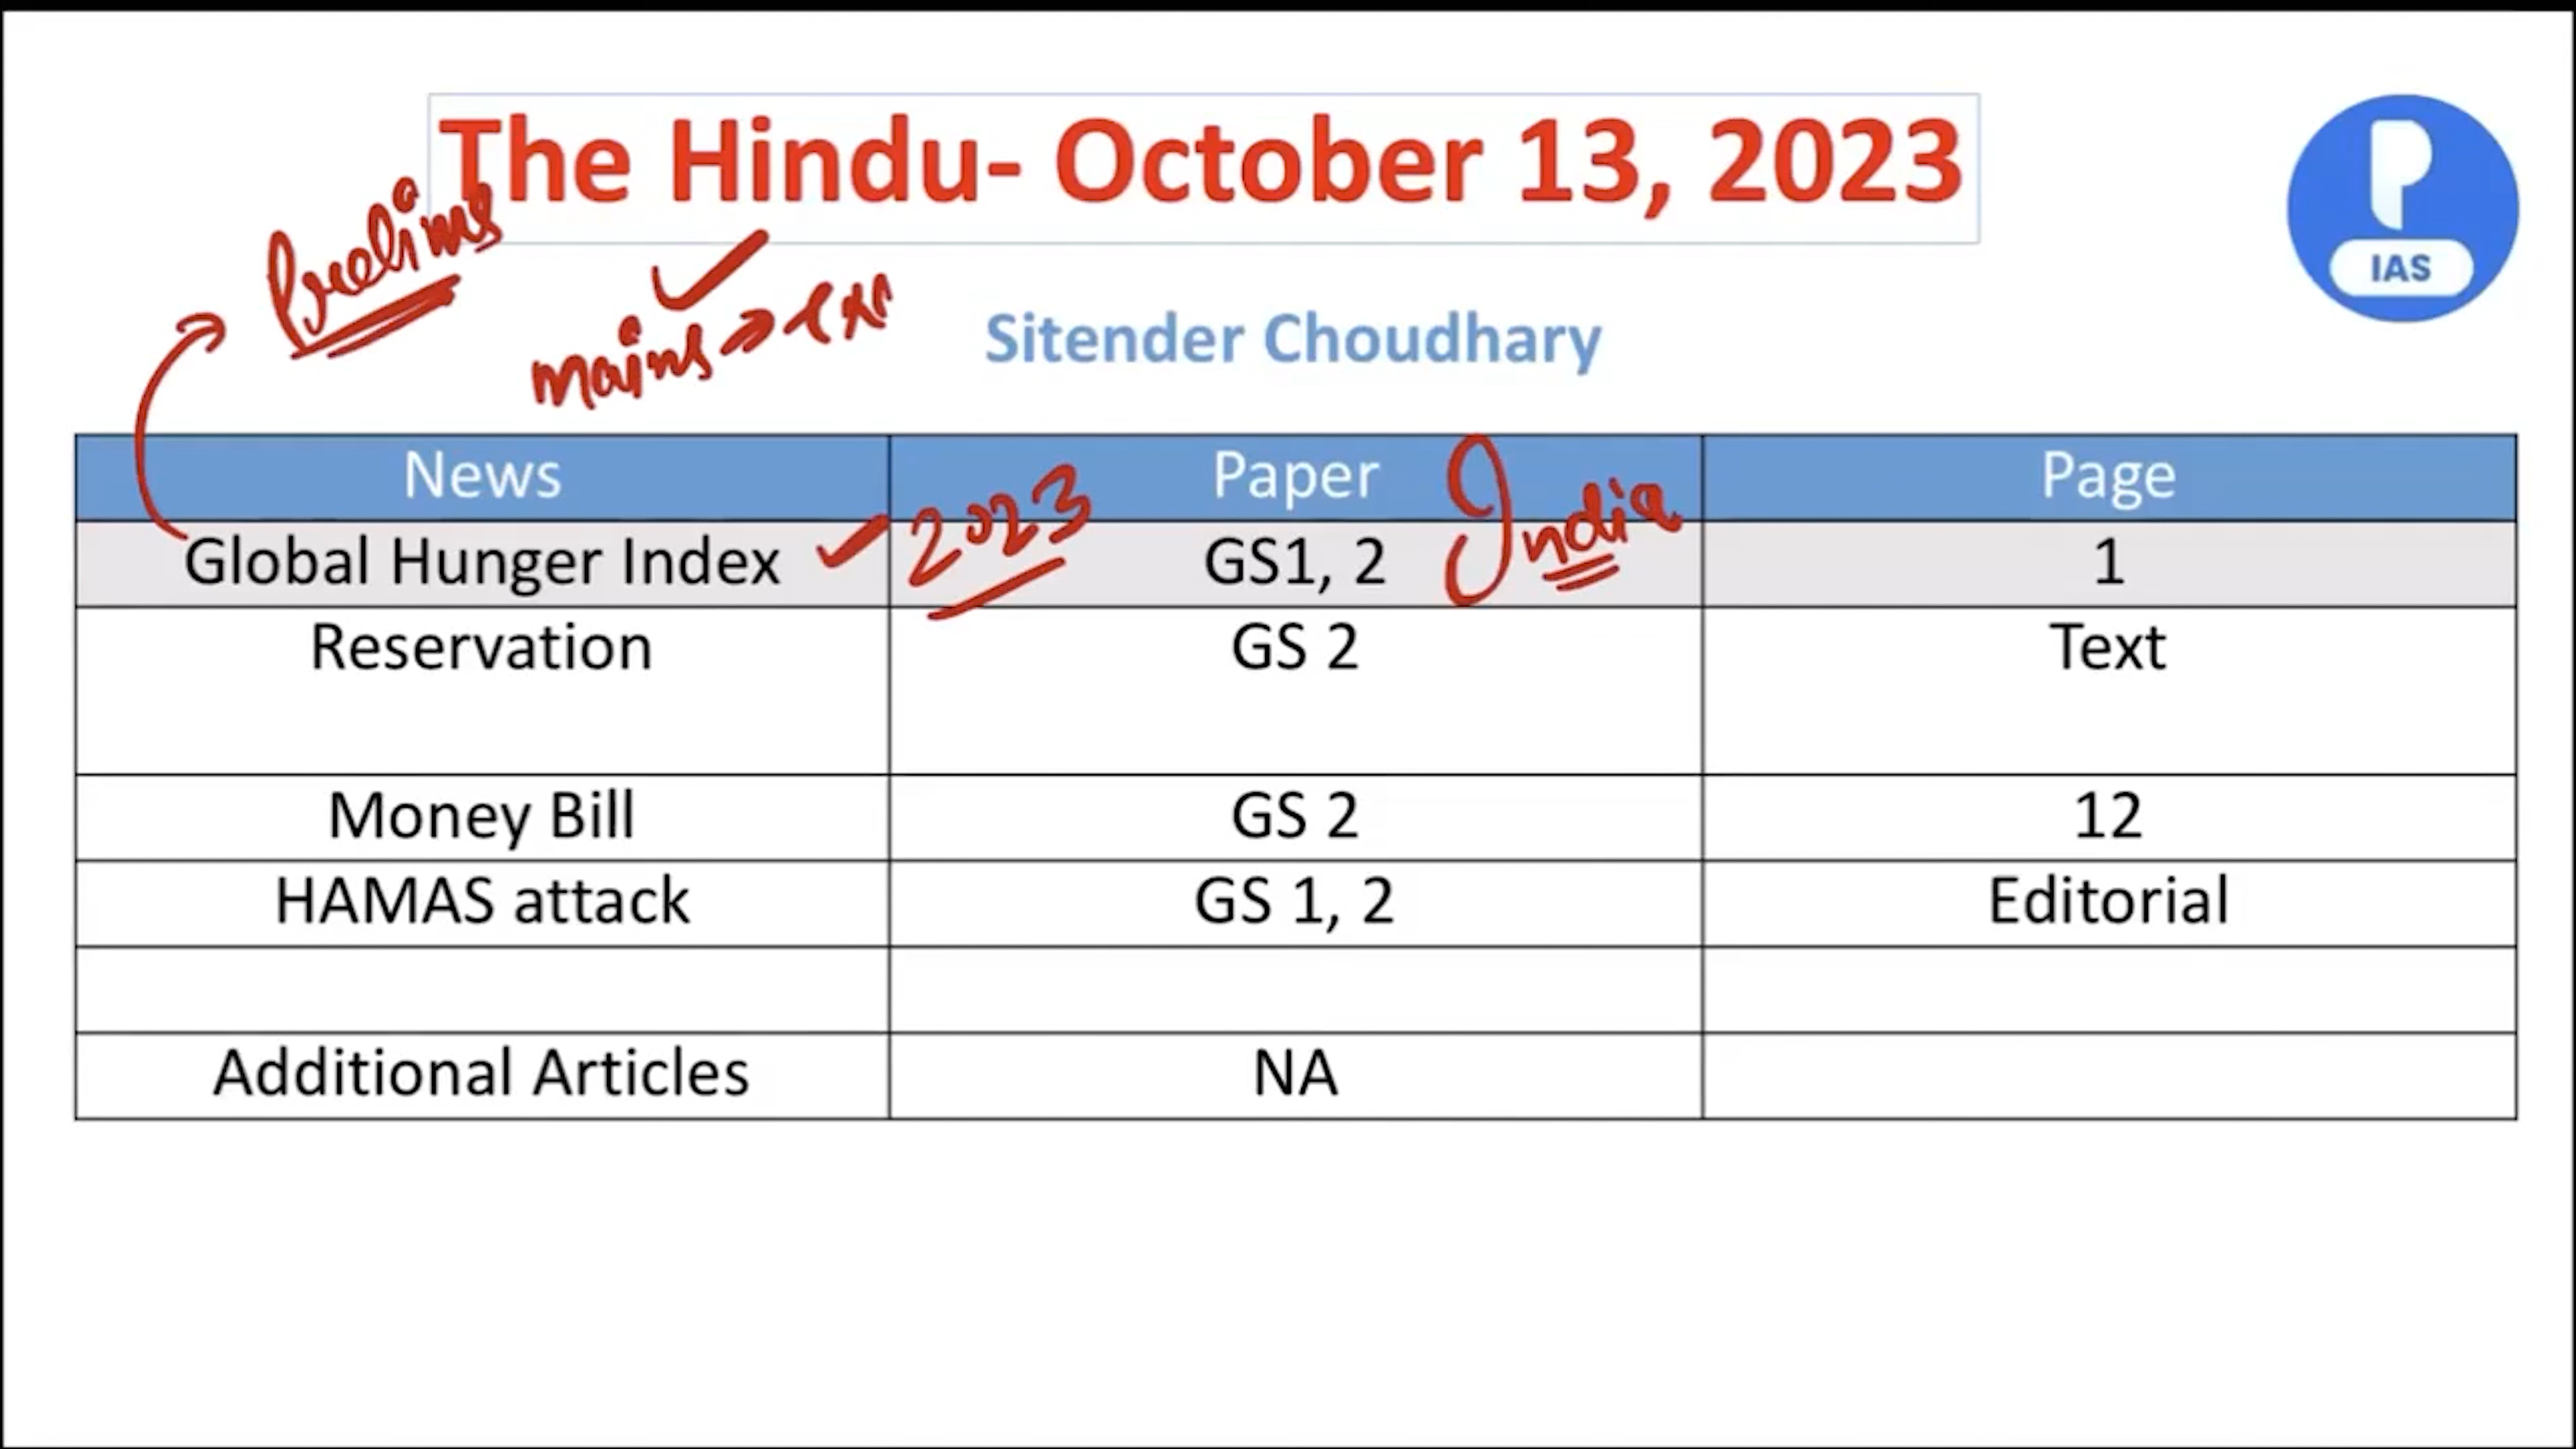 The Hindu- October 13, 2023
P
IAS
Prelims
mains →
Sitender Choudhary
News Paper Page
Global Hunger Index 2023 GS1, 2 India 1
Reservation GS 2 Text
Money Bill GS 2 12
HAMAS attack GS 1, 2 Editorial
Additional Articles NA